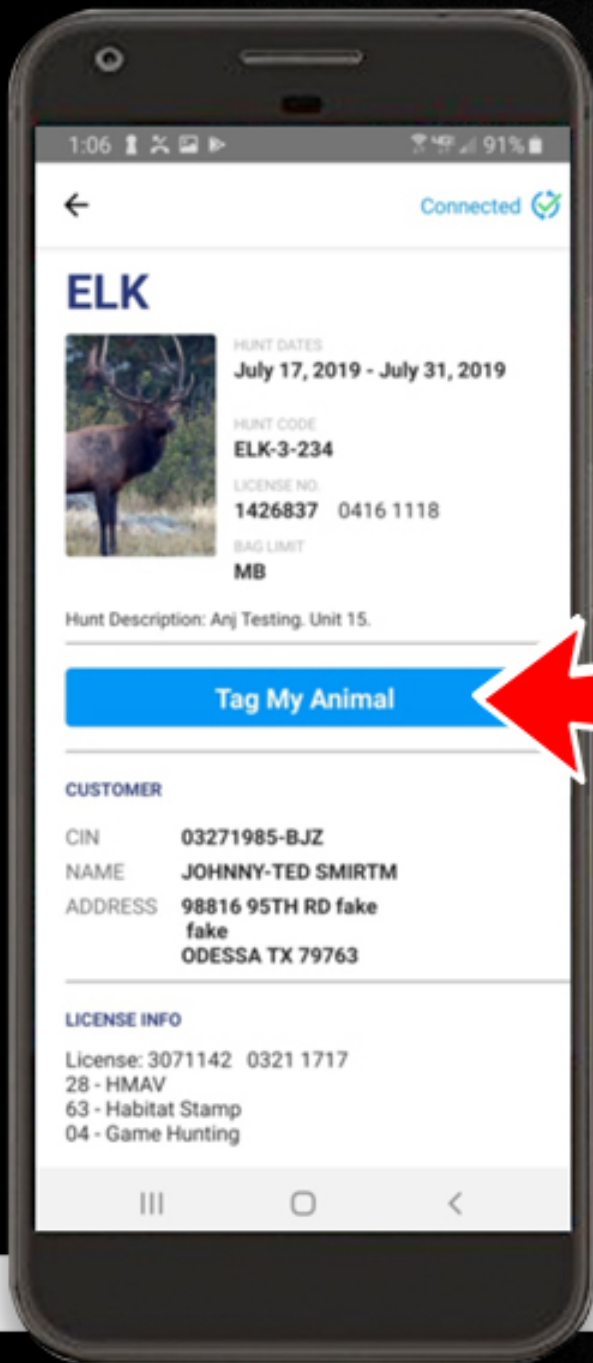 1:06 91%
Connected
ELK
HUNT DATES
July 17, 2019 - July 31, 2019
HUNT CODE
ELK-3-234
LICENSE NO.
1426837 0416 1118
BAG LIMIT
MB
Hunt Description: Anj Testing. Unit 15.
Tag My Animal
CUSTOMER
CIN 03271985-BJZ
NAME JOHNNY-TED SMIRTM
ADDRESS 98816 95TH RD fake
fake
ODESSA TX 79763
LICENSE INFO
License: 3071142 0321 1717
28 - HMAV
63 - Habitat Stamp
04 - Game Hunting